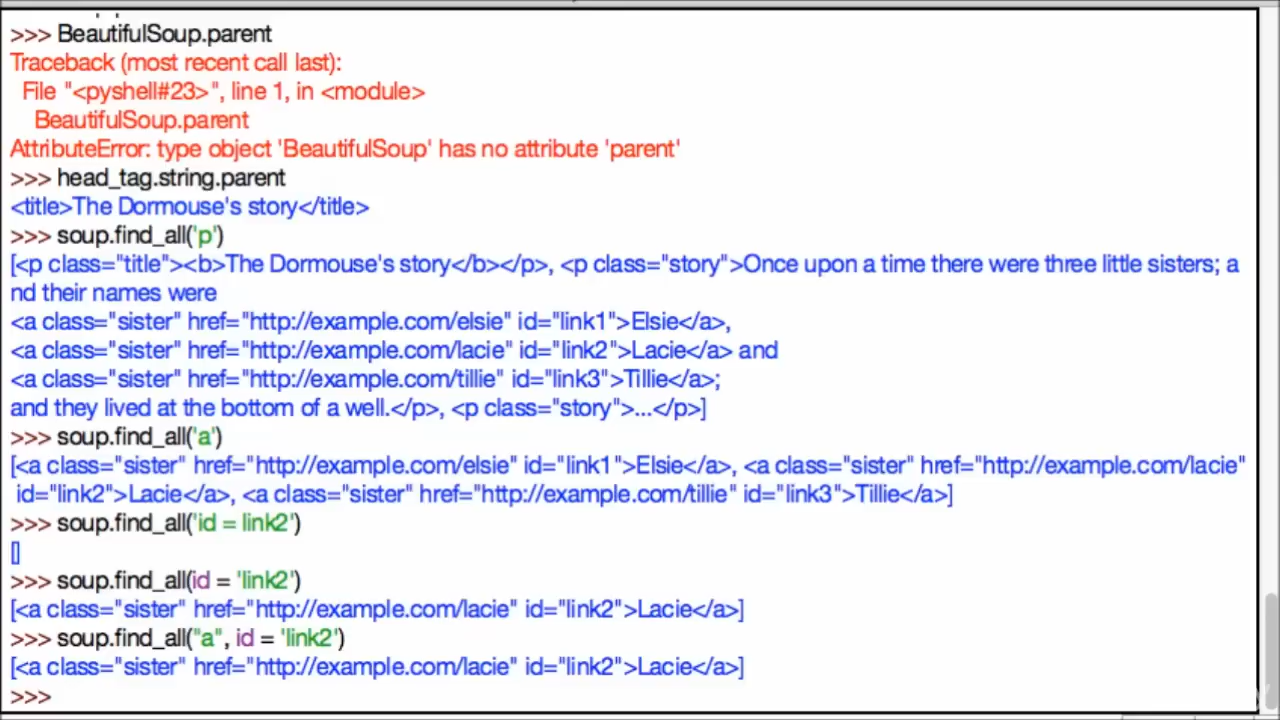 >>> BeautifulSoup.parent
Traceback (most recent call last):
  File "<pyshell#23>", line 1, in <module>
    BeautifulSoup.parent
AttributeError: type object 'BeautifulSoup' has no attribute 'parent'
>>> head_tag.string.parent
<title>The Dormouse's story</title>
>>> soup.find_all('p')
[<p class="title"><b>The Dormouse's story</b></p>, <p class="story">Once upon a time there were three little sisters; a
nd their names were
<a class="sister" href="http://example.com/elsie" id="link1">Elsie</a>,
<a class="sister" href="http://example.com/lacie" id="link2">Lacie</a> and
<a class="sister" href="http://example.com/tillie" id="link3">Tillie</a>;
and they lived at the bottom of a well.</p>, <p class="story">...</p>]
>>> soup.find_all('a')
[<a class="sister" href="http://example.com/elsie" id="link1">Elsie</a>, <a class="sister" href="http://example.com/lacie"
 id="link2">Lacie</a>, <a class="sister" href="http://example.com/tillie" id="link3">Tillie</a>]
>>> soup.find_all('id = link2')
[]
>>> soup.find_all(id = 'link2')
[<a class="sister" href="http://example.com/lacie" id="link2">Lacie</a>]
>>> soup.find_all("a", id = 'link2')
[<a class="sister" href="http://example.com/lacie" id="link2">Lacie</a>]
>>>